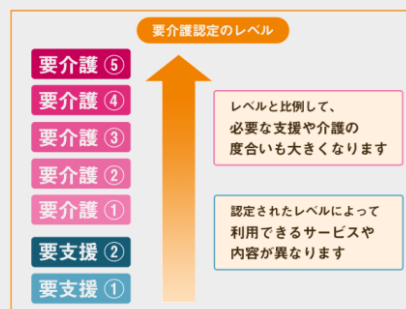 要介護認定のレベル
要介護 ⑤
要介護 ④
要介護 ③
要介護 ②
要介護 ①
要支援 ②
要支援 ①
レベルと比例して、
必要な支援や介護の
度合いも大きくなります
認定されたレベルによって
利用できるサービスや
内容が異なります